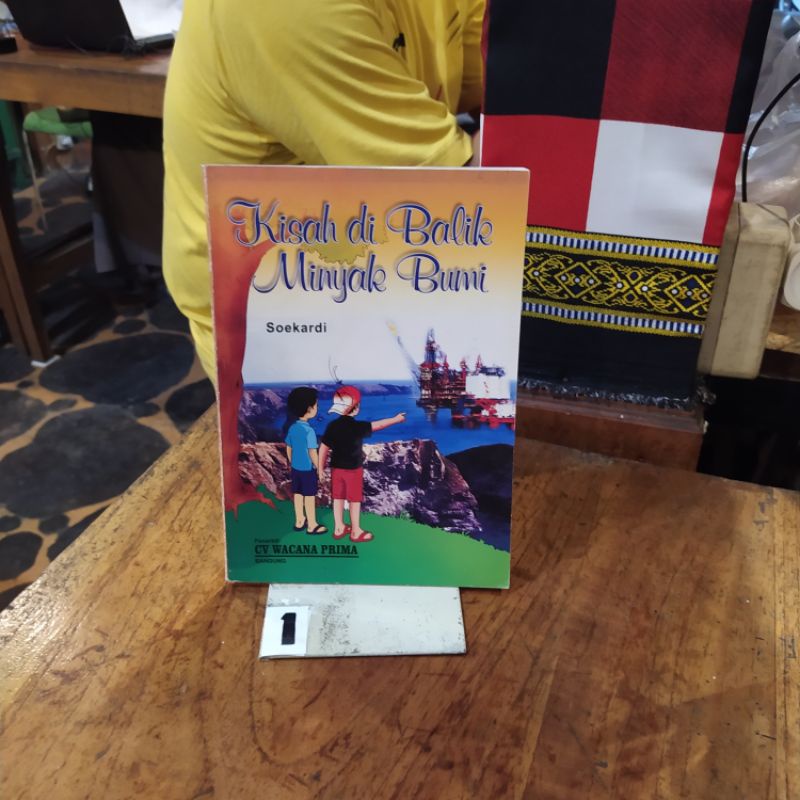 Kisah di Balik
Minyak Bumi
Soekardi
Penerbit
CV WACANA PRIMA
BANDUNG
1